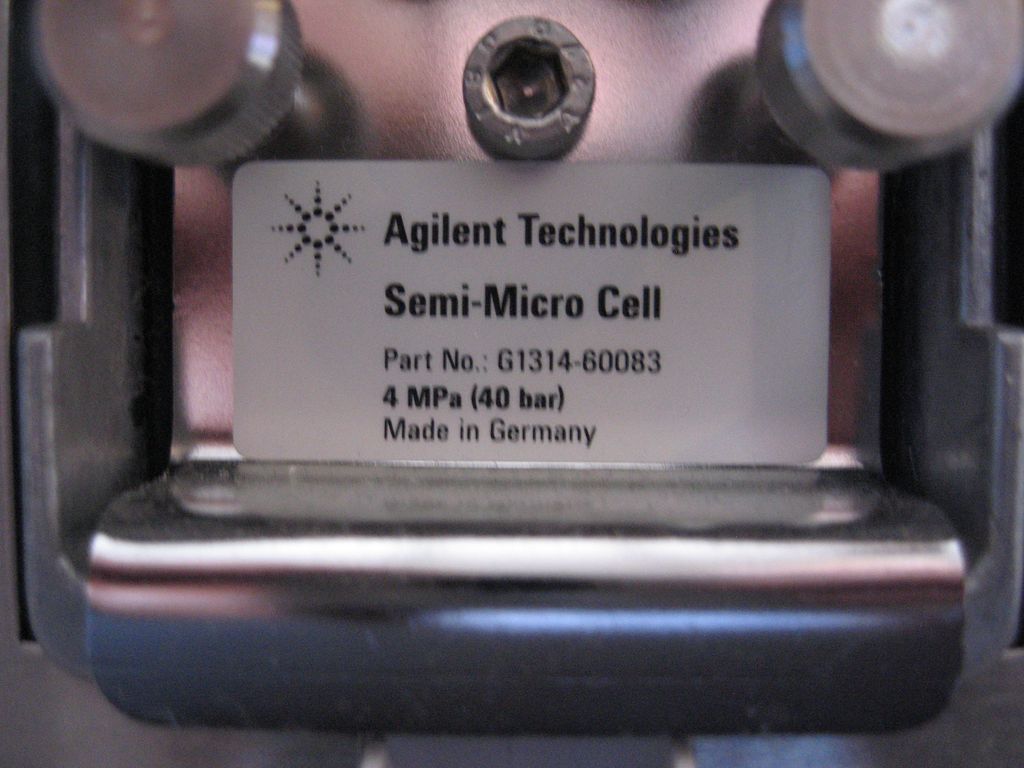 Agilent Technologies
Semi-Micro Cell
Part No.: G1314-60083
4 MPa (40 bar)
Made in Germany